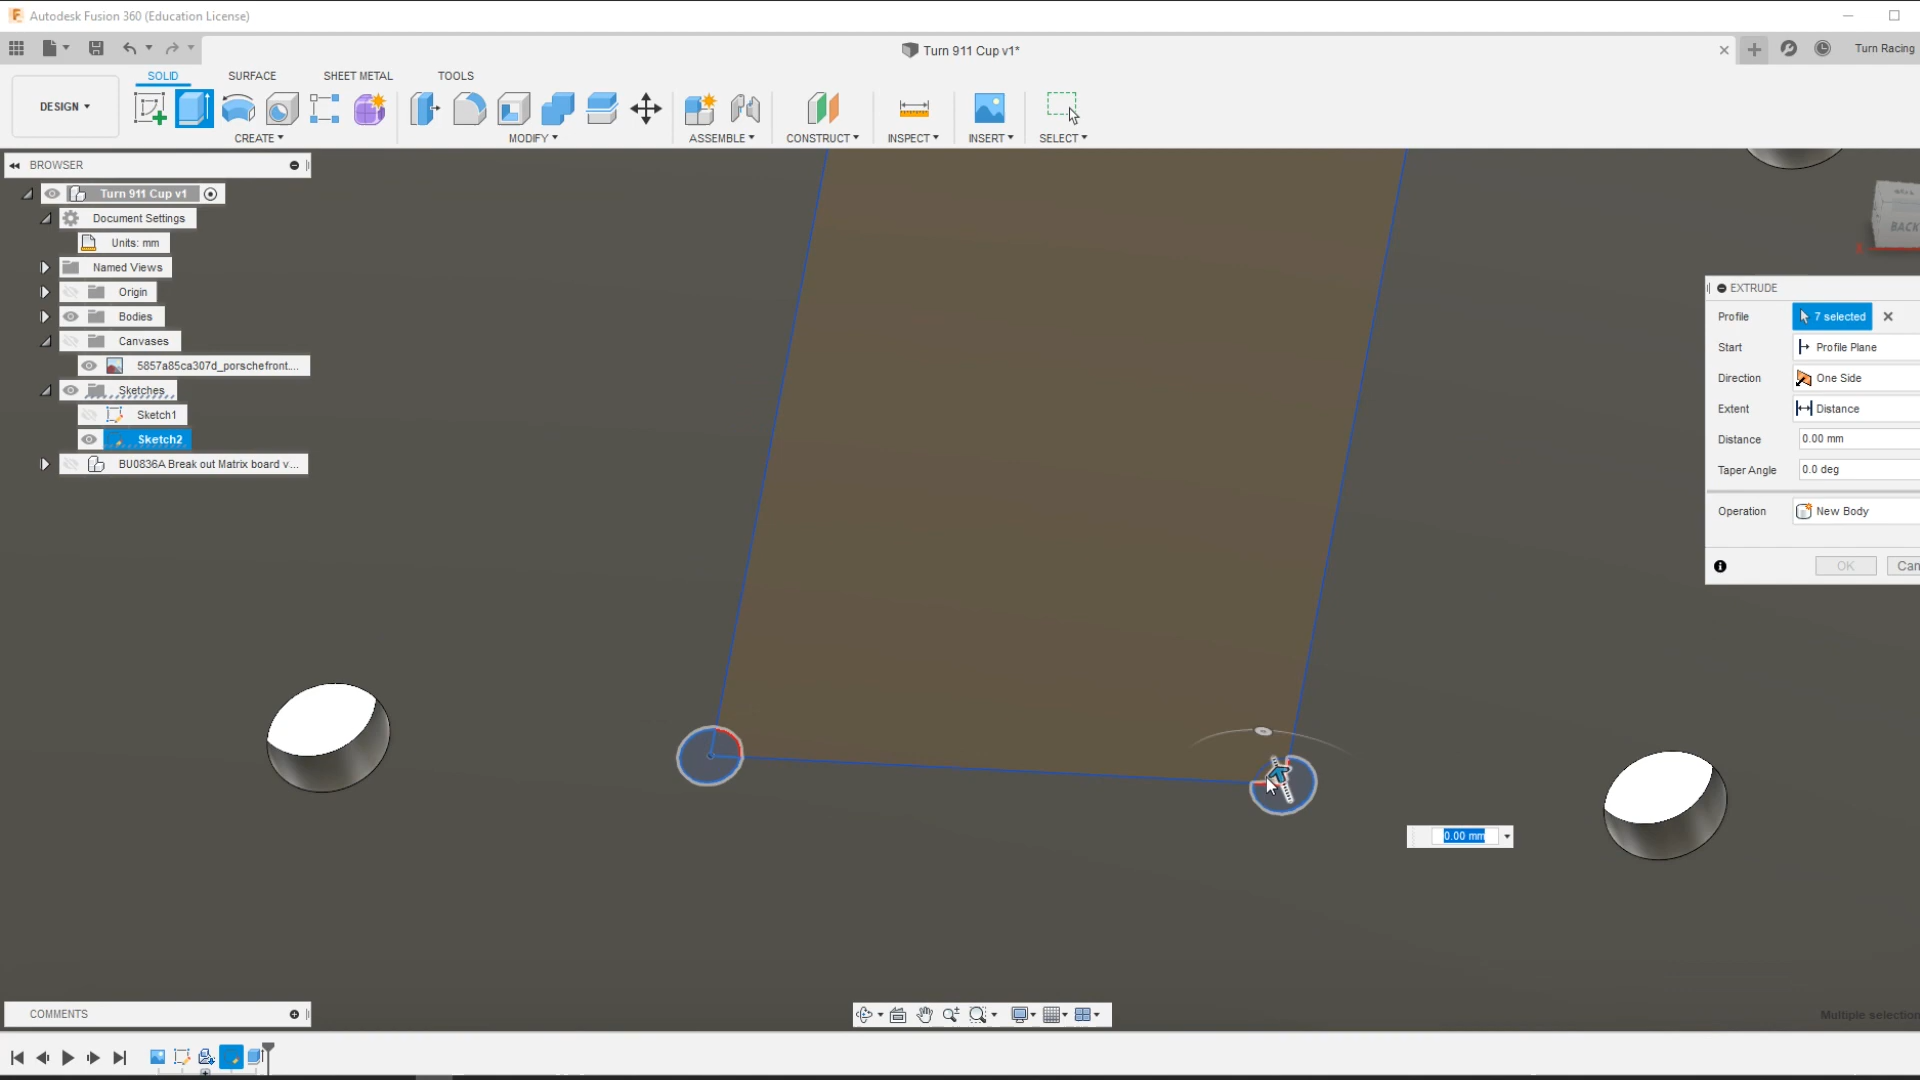 Autodesk Fusion 360 (Education License)
Turn 911 Cup v1*
Turn Racing
DESIGN
SOLID
SURFACE
SHEET METAL
TOOLS
CREATE
MODIFY
ASSEMBLE
CONSTRUCT
INSPECT
INSERT
SELECT
BROWSER
Turn 911 Cup v1
Document Settings
Units: mm
Named Views
Origin
Bodies
Canvases
5857a85ca307d_porschefront....
Sketches
Sketch1
Sketch2
BU0836A Break out Matrix board v...
BACK
EXTRUDE
Profile
7 selected
Start
Profile Plane
Direction
One Side
Extent
Distance
Distance
0.00 mm
Taper Angle
0.0 deg
Operation
New Body
OK
Can
0.00 mm
COMMENTS
Multiple selection